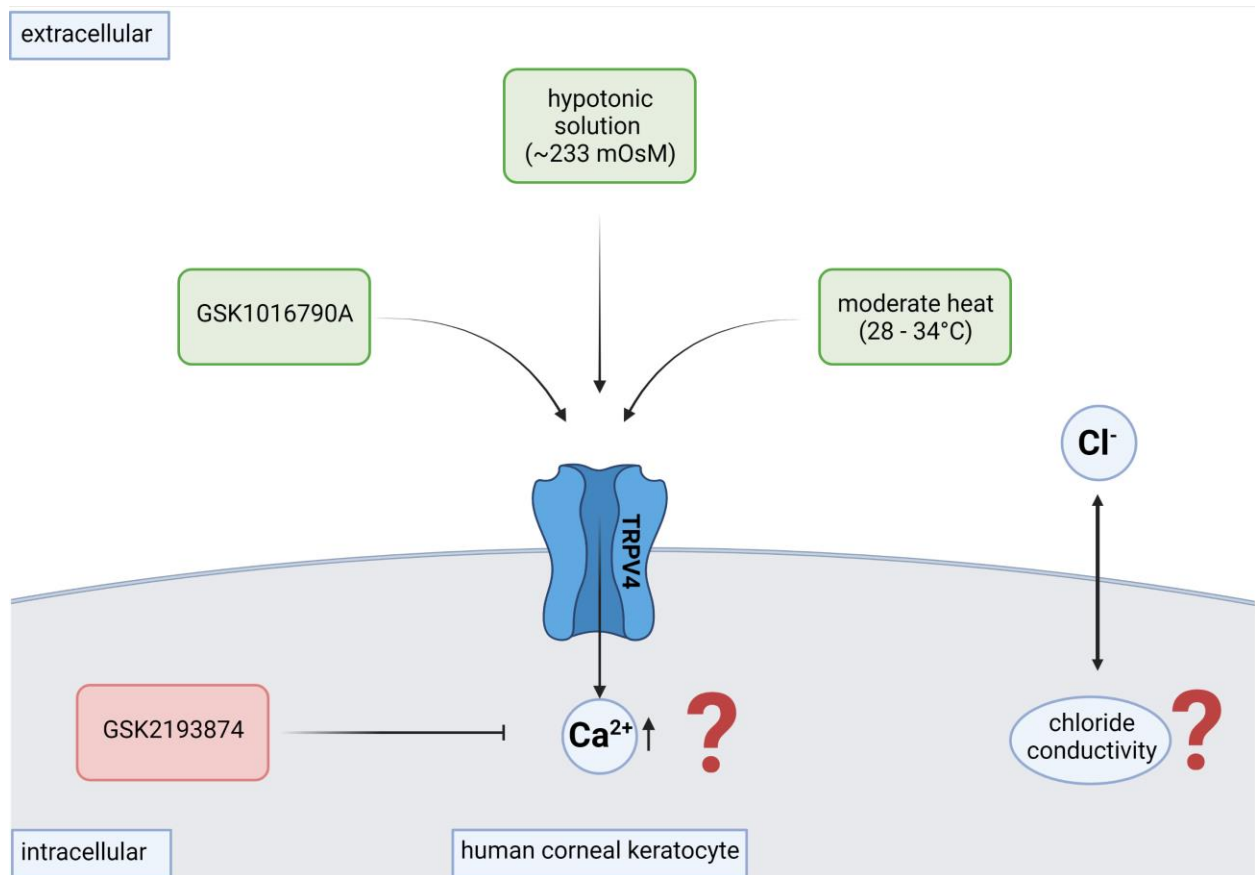 extracellular
hypotonic
solution
(~233 mOsM)
GSK1016790A
moderate heat
(28 - 34°C)
Cl⁻
TRPV4
GSK2193874
Ca²⁺
?
chloride
conductivity
?
intracellular
human corneal keratocyte